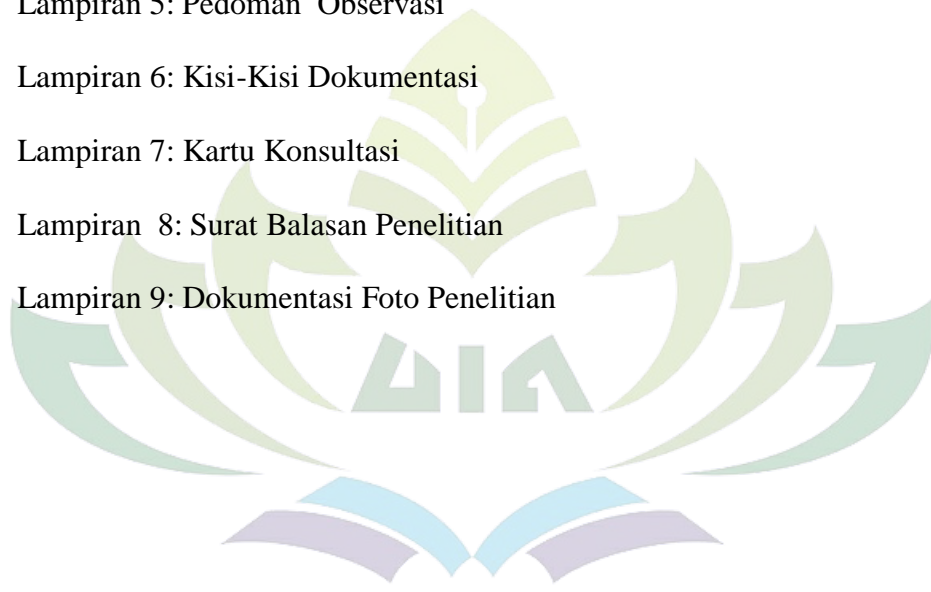 Lampiran 5: Pedoman  Observasi
Lampiran 6: Kisi-Kisi Dokumentasi
Lampiran 7: Kartu Konsultasi
Lampiran  8: Surat Balasan Penelitian
Lampiran 9: Dokumentasi Foto Penelitian
UIN